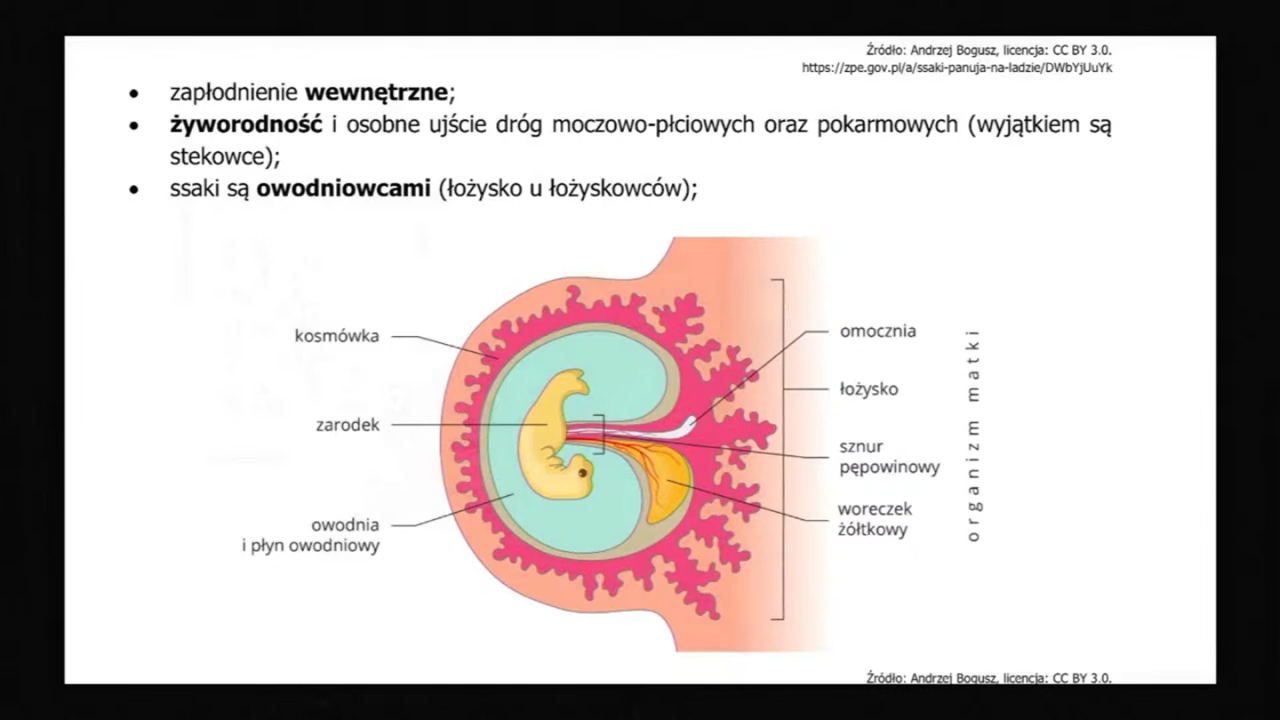 Źródło: Andrzej Bogusz, licencja: CC BY 3.0.
https://zpe.gov.pl/a/ssaki-panuja-na-ladzie/DWbYjUuYk
• zapłodnienie wewnętrzne;
• żyworodność i osobne ujście dróg moczowo-płciowych oraz pokarmowych (wyjątkiem są
stekowce);
• ssaki są owodniowcami (łożysko u łożyskowców);
kosmówka
zarodek
owodnia
i płyn owodniowy
omocznia
łożysko
sznur
pępowinowy
woreczek
żółtkowy
organizm matki
Źródło: Andrzej Bogusz, licencja: CC BY 3.0.